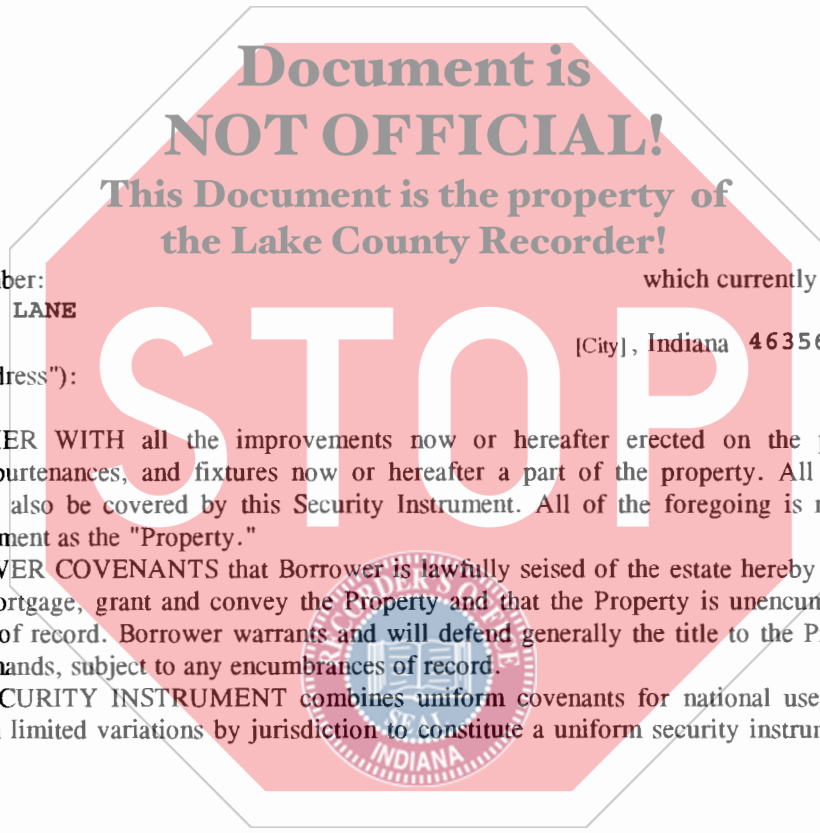 Document is
NOT OFFICIAL!
This Document is the property of
the Lake County Recorder!
ber: which currently
LANE
[City], Indiana 46356
dress"):
STOP
ER WITH all the improvements now or hereafter erected on the p
purtenances, and fixtures now or hereafter a part of the property. All
also be covered by this Security Instrument. All of the foregoing is r
ment as the "Property."
VER COVENANTS that Borrower is lawfully seised of the estate hereby
ortgage, grant and convey the Property and that the Property is unencum
of record. Borrower warrants and will defend generally the title to the P
nands, subject to any encumbrances of record.
CURITY INSTRUMENT combines uniform covenants for national use
limited variations by jurisdiction to constitute a uniform security instrum
RECORDER'S OFFICE
SEAL
INDIANA